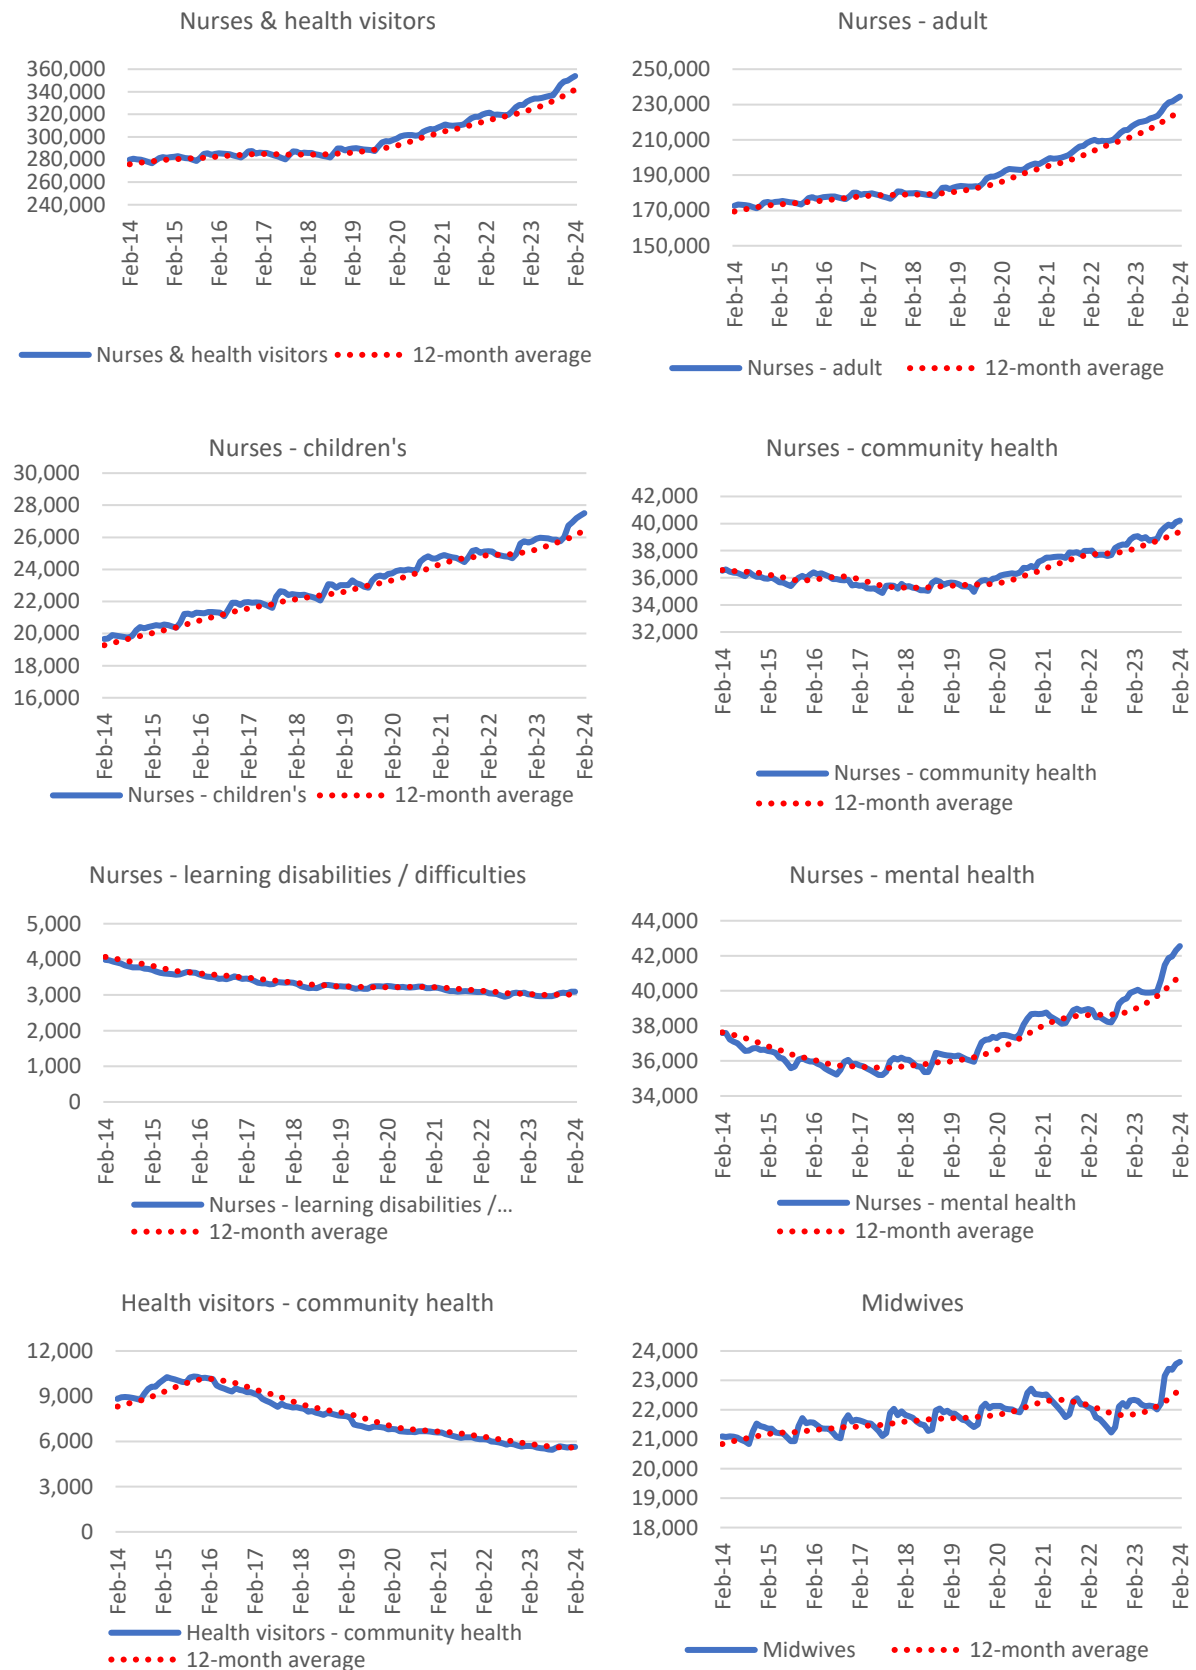 Nurses & health visitors
360,000
340,000
320,000
300,000
280,000
260,000
240,000
Feb-14
Feb-15
Feb-16
Feb-17
Feb-18
Feb-19
Feb-20
Feb-21
Feb-22
Feb-23
Feb-24
Nurses & health visitors 12-month average
Nurses - adult
250,000
230,000
210,000
190,000
170,000
150,000
Feb-14
Feb-15
Feb-16
Feb-17
Feb-18
Feb-19
Feb-20
Feb-21
Feb-22
Feb-23
Feb-24
Nurses - adult 12-month average
Nurses - children's
30,000
28,000
26,000
24,000
22,000
20,000
18,000
16,000
Feb-14
Feb-15
Feb-16
Feb-17
Feb-18
Feb-19
Feb-20
Feb-21
Feb-22
Feb-23
Feb-24
Nurses - children's 12-month average
Nurses - community health
42,000
40,000
38,000
36,000
34,000
32,000
Feb-14
Feb-15
Feb-16
Feb-17
Feb-18
Feb-19
Feb-20
Feb-21
Feb-22
Feb-23
Feb-24
Nurses - community health
12-month average
Nurses - learning disabilities / difficulties
5,000
4,000
3,000
2,000
1,000
0
Feb-14
Feb-15
Feb-16
Feb-17
Feb-18
Feb-19
Feb-20
Feb-21
Feb-22
Feb-23
Feb-24
Nurses - learning disabilities /...
12-month average
Nurses - mental health
44,000
42,000
40,000
38,000
36,000
34,000
Feb-14
Feb-15
Feb-16
Feb-17
Feb-18
Feb-19
Feb-20
Feb-21
Feb-22
Feb-23
Feb-24
Nurses - mental health
12-month average
Health visitors - community health
12,000
9,000
6,000
3,000
0
Feb-14
Feb-15
Feb-16
Feb-17
Feb-18
Feb-19
Feb-20
Feb-21
Feb-22
Feb-23
Feb-24
Health visitors - community health
12-month average
Midwives
24,000
23,000
22,000
21,000
20,000
19,000
18,000
Feb-14
Feb-15
Feb-16
Feb-17
Feb-18
Feb-19
Feb-20
Feb-21
Feb-22
Feb-23
Feb-24
Midwives 12-month average